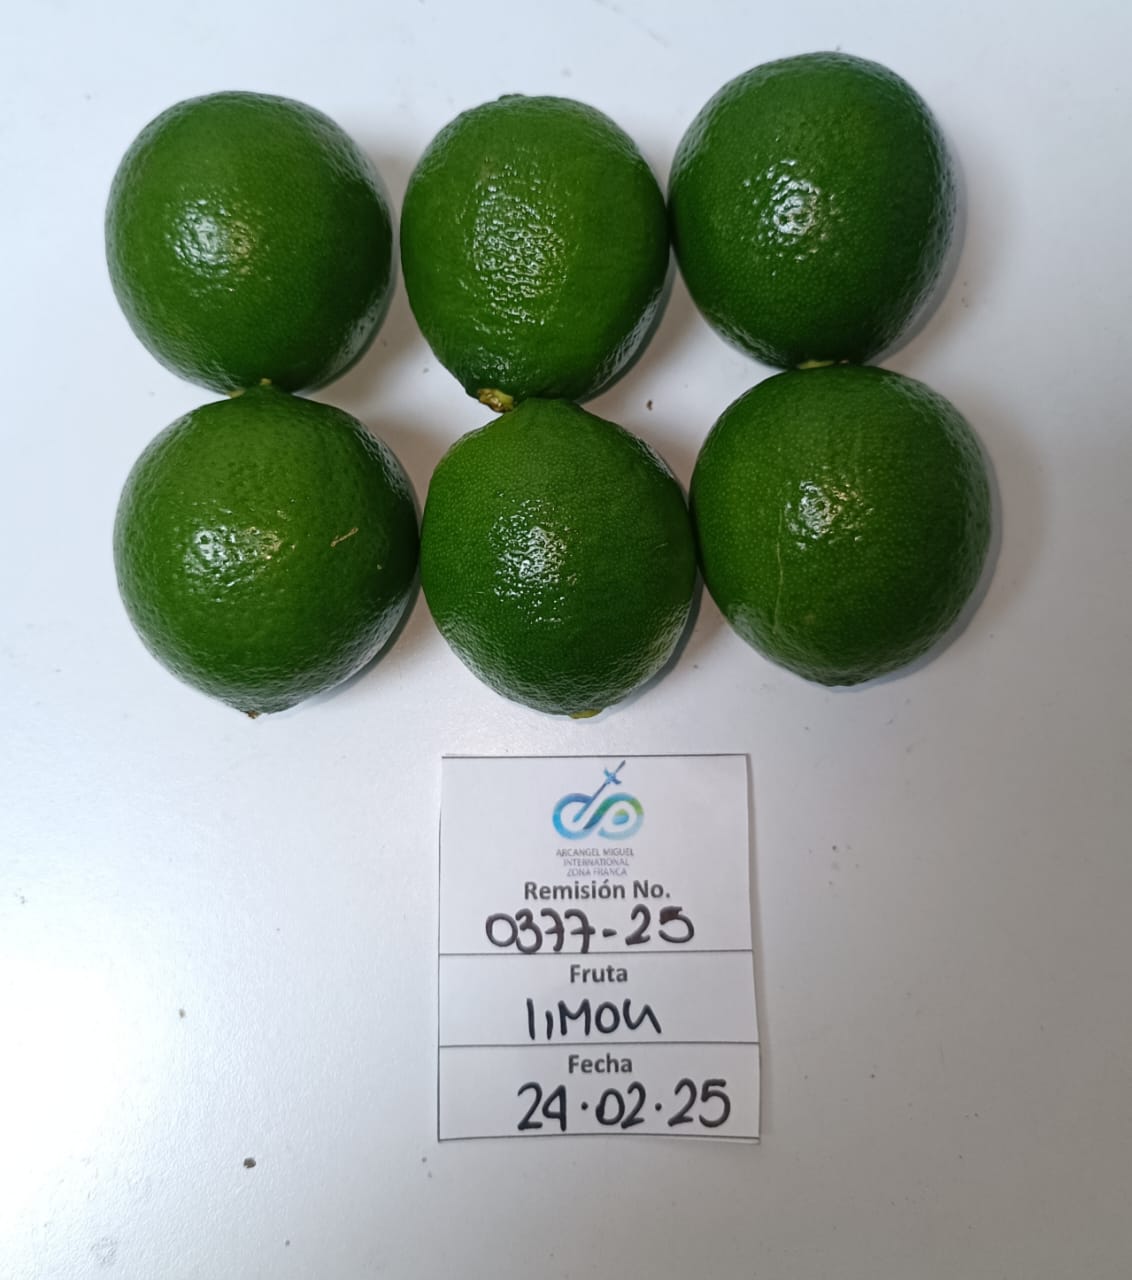 ARCANGEL MIGUEL
INTERNATIONAL
ZONA FRANCA
Remisión No.
0377-25
Fruta
lIMON
Fecha
24.02.25